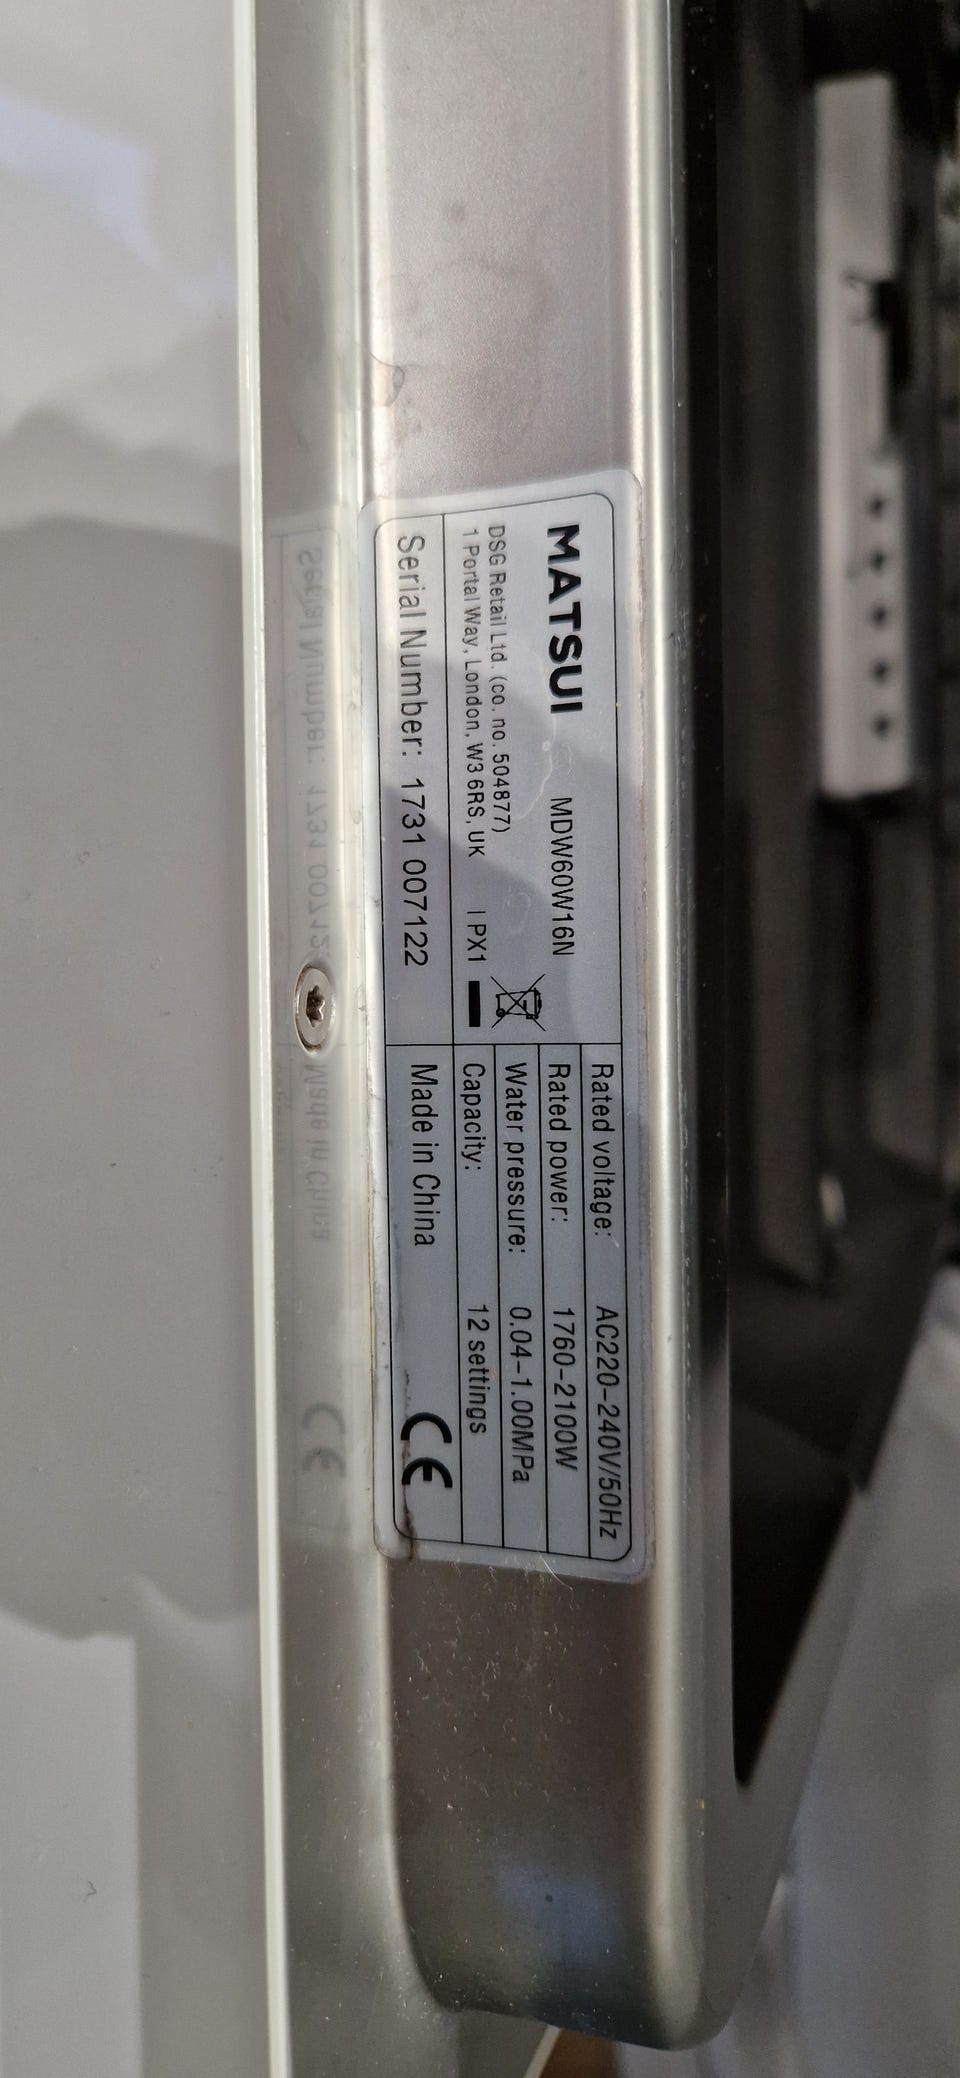 MATSUI MDW60W16N
DSG Retail Ltd. (co. no. 504877)
1 Portal Way, London, W3 6RS, UK IPX1
Serial Number: 1731 007122
Rated voltage: AC220-240V/50Hz
Rated power: 1760-2100W
Water pressure: 0.04-1.00MPa
Capacity: 12 settings
Made in China CE